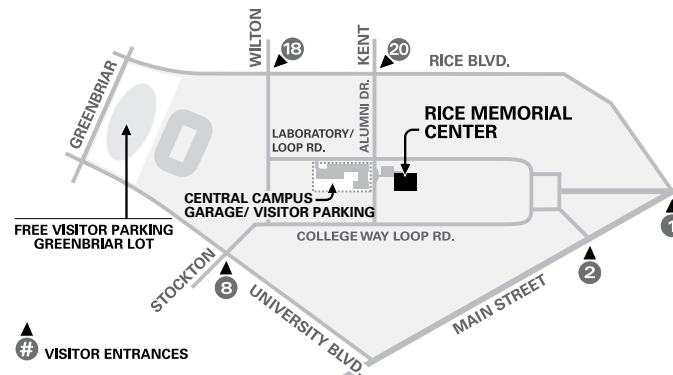 WILTON
18
KENT
20
GREENBRIAR
RICE BLVD.
ALUMNI DR.
RICE MEMORIAL
CENTER
LABORATORY/
LOOP RD.
CENTRAL CAMPUS
GARAGE/ VISITOR PARKING
FREE VISITOR PARKING
GREENBRIAR LOT
COLLEGE WAY LOOP RD.
1
2
STOCKTON
8
UNIVERSITY BLVD.
MAIN STREET
# VISITOR ENTRANCES